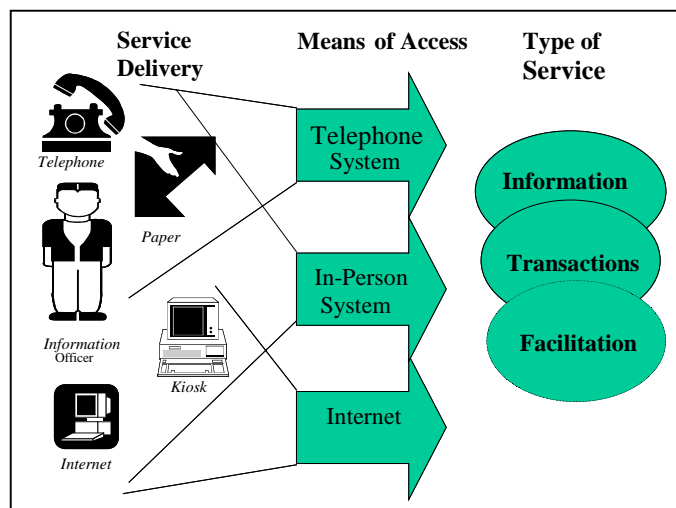 Service
Delivery
Means of Access
Type of
Service
Telephone
Paper
Information
Officer
Kiosk
Internet
Telephone
System
In-Person
System
Internet
Information
Transactions
Facilitation